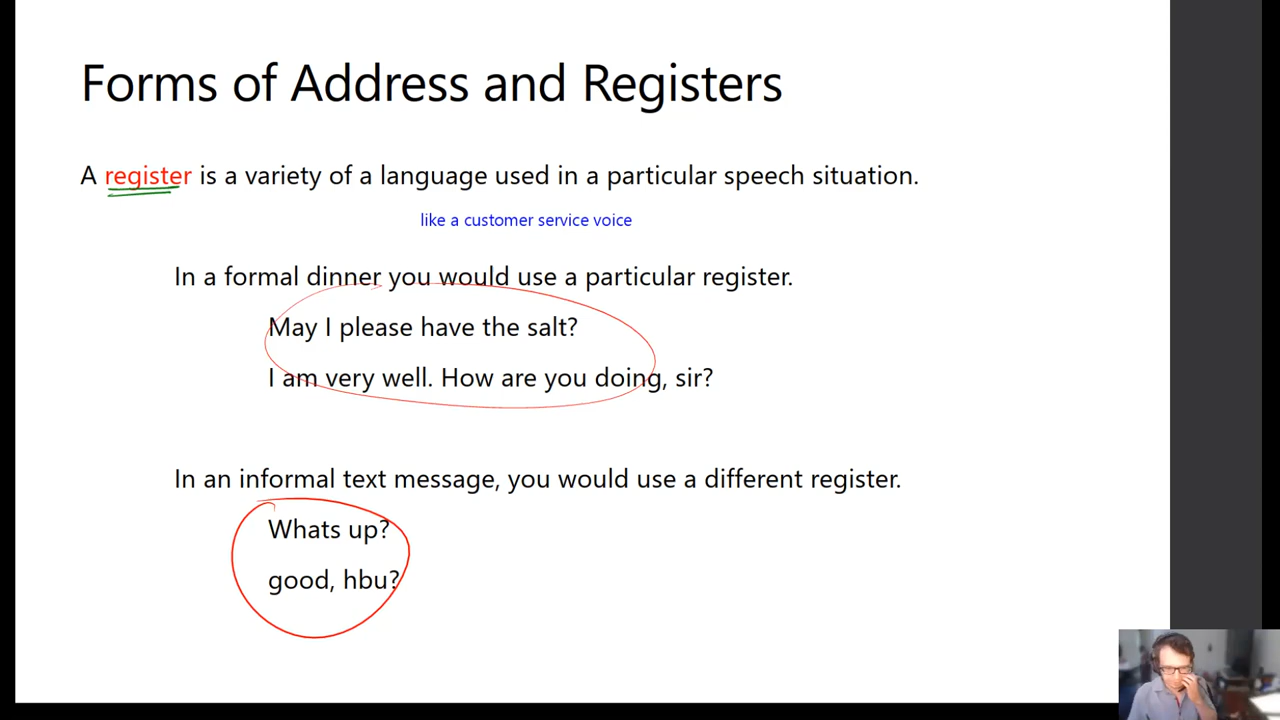 Forms of Address and Registers
A register is a variety of a language used in a particular speech situation.
like a customer service voice
In a formal dinner you would use a particular register.
May I please have the salt?
I am very well. How are you doing, sir?
In an informal text message, you would use a different register.
Whats up?
good, hbu?